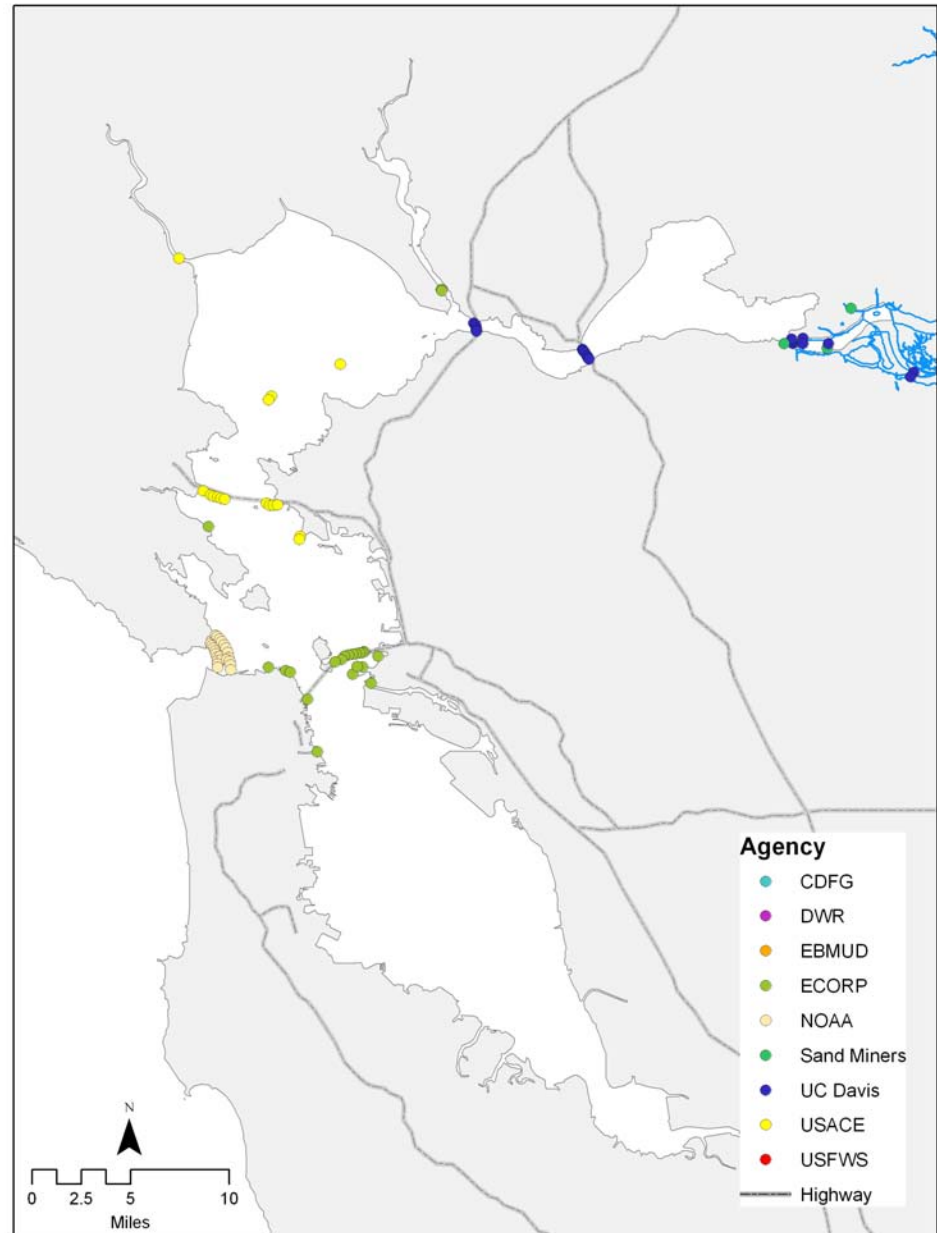 Agency
CDFG
DWR
EBMUD
ECORP
NOAA
Sand Miners
UC Davis
USACE
USFWS
Highway
N
0 2.5 5 10
Miles